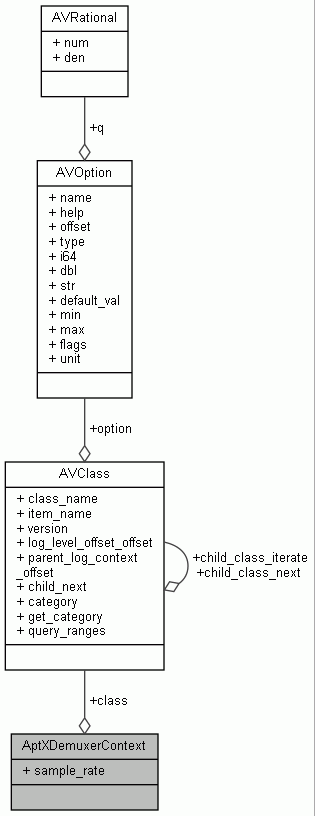 AVRational
+ num
+ den
+q
AVOption
+ name
+ help
+ offset
+ type
+ i64
+ dbl
+ str
+ default_val
+ min
+ max
+ flags
+ unit
+option
AVClass
+ class_name
+ item_name
+ version
+ log_level_offset_offset
+ parent_log_context
_offset
+ child_next
+ category
+ get_category
+ query_ranges
+child_class_iterate
+child_class_next
+class
AptXDemuxerContext
+ sample_rate